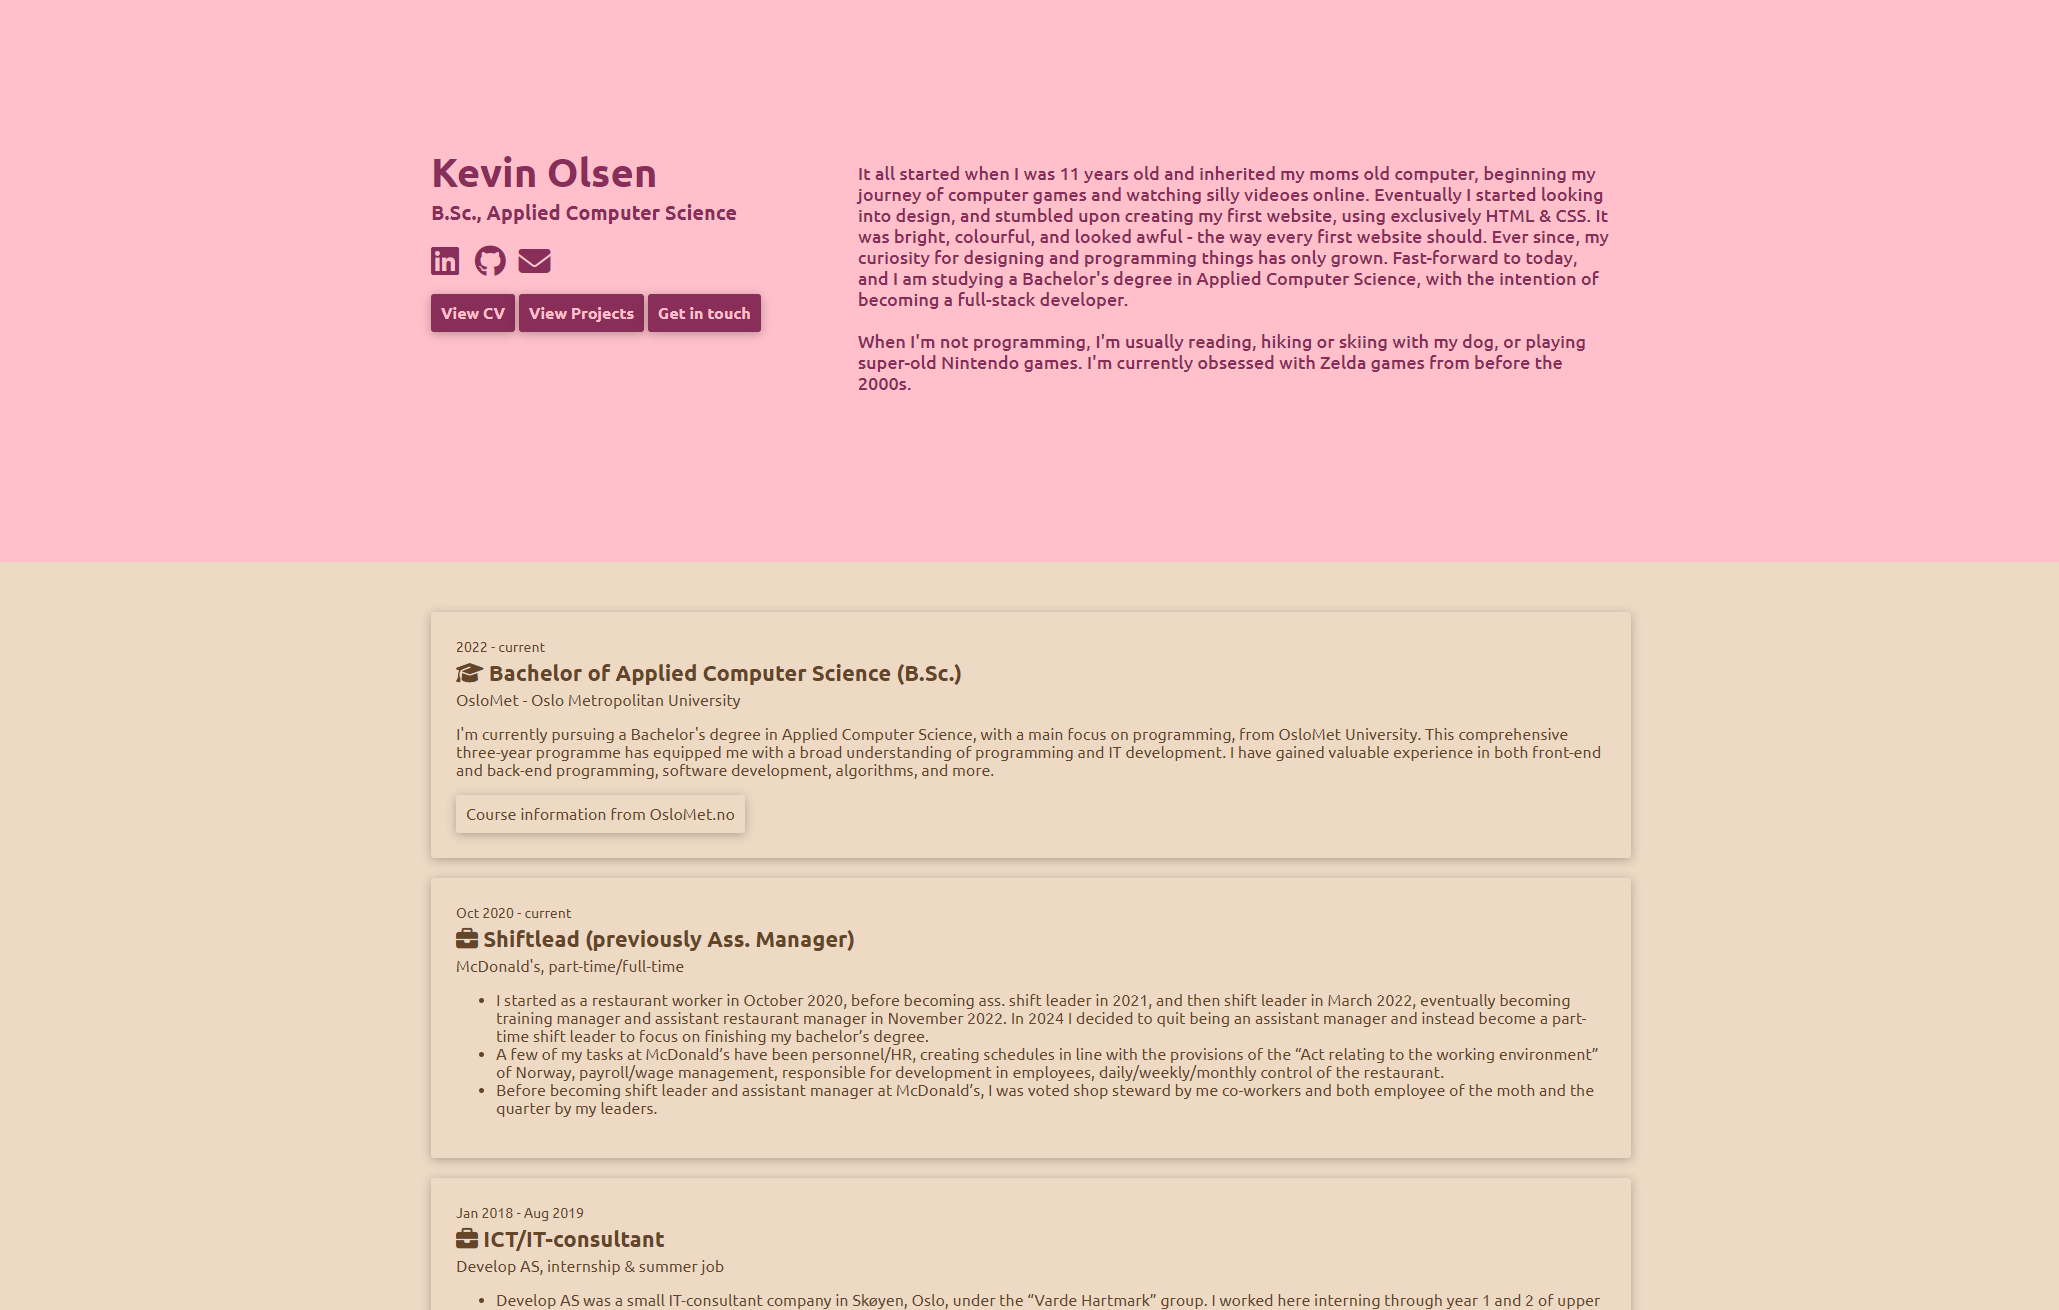 Kevin Olsen
B.Sc., Applied Computer Science
View CV
View Projects
Get in touch
It all started when I was 11 years old and inherited my moms old computer, beginning my
journey of computer games and watching silly videoes online. Eventually I started looking
into design, and stumbled upon creating my first website, using exclusively HTML & CSS. It
was bright, colourful, and looked awful - the way every first website should. Ever since, my
curiosity for designing and programming things has only grown. Fast-forward to today,
and I am studying a Bachelor's degree in Applied Computer Science, with the intention of
becoming a full-stack developer.
When I'm not programming, I'm usually reading, hiking or skiing with my dog, or playing
super-old Nintendo games. I'm currently obsessed with Zelda games from before the
2000s.
2022 - current
Bachelor of Applied Computer Science (B.Sc.)
OsloMet - Oslo Metropolitan University
I'm currently pursuing a Bachelor's degree in Applied Computer Science, with a main focus on programming, from OsloMet University. This comprehensive
three-year programme has equipped me with a broad understanding of programming and IT development. I have gained valuable experience in both front-end
and back-end programming, software development, algorithms, and more.
Course information from OsloMet.no
Oct 2020 - current
Shiftlead (previously Ass. Manager)
McDonald's, part-time/full-time
• I started as a restaurant worker in October 2020, before becoming ass. shift leader in 2021, and then shift leader in March 2022, eventually becoming
training manager and assistant restaurant manager in November 2022. In 2024 I decided to quit being an assistant manager and instead become a part-
time shift leader to focus on finishing my bachelor’s degree.
• A few of my tasks at McDonald’s have been personnel/HR, creating schedules in line with the provisions of the “Act relating to the working environment”
of Norway, payroll/wage management, responsible for development in employees, daily/weekly/monthly control of the restaurant.
• Before becoming shift leader and assistant manager at McDonald’s, I was voted shop steward by me co-workers and both employee of the moth and the
quarter by my leaders.
Jan 2018 - Aug 2019
ICT/IT-consultant
Develop AS, internship & summer job
• Develop AS was a small IT-consultant company in Skøyen, Oslo, under the “Varde Hartmark” group. I worked here interning through year 1 and 2 of upper